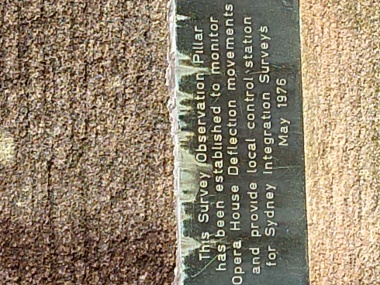 This Survey Observation Pillar
has been established to monitor
Opera House Deflection movements
and provide local control station
for Sydney Integration Surveys
May 1976